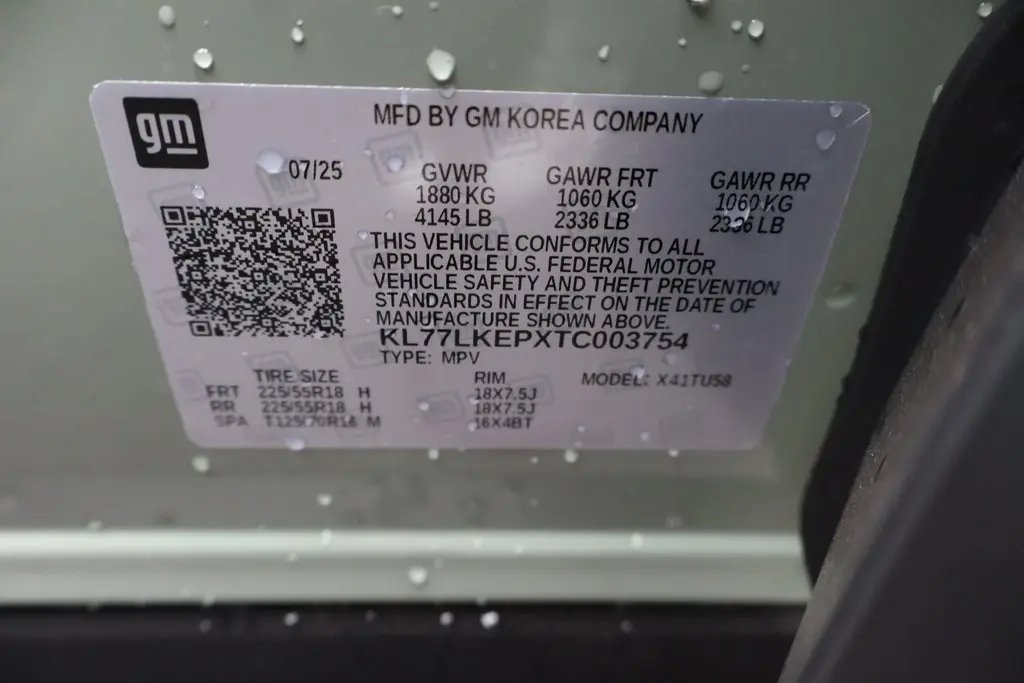 gm
MFD BY GM KOREA COMPANY
07/25
GVWR GAWR FRT GAWR RR
1880 KG 1060 KG 1060 KG
4145 LB 2336 LB 2336 LB
THIS VEHICLE CONFORMS TO ALL
APPLICABLE U.S. FEDERAL MOTOR
VEHICLE SAFETY AND THEFT PREVENTION
STANDARDS IN EFFECT ON THE DATE OF
MANUFACTURE SHOWN ABOVE.
KL77LKEPXTC003754
TYPE: MPV
TIRE SIZE RIM MODEL: X41TU58
FRT 225/55R18 H 18X7.5J
RR 225/55R18 H 18X7.5J
SPA T125/70R16 M 16X4BT